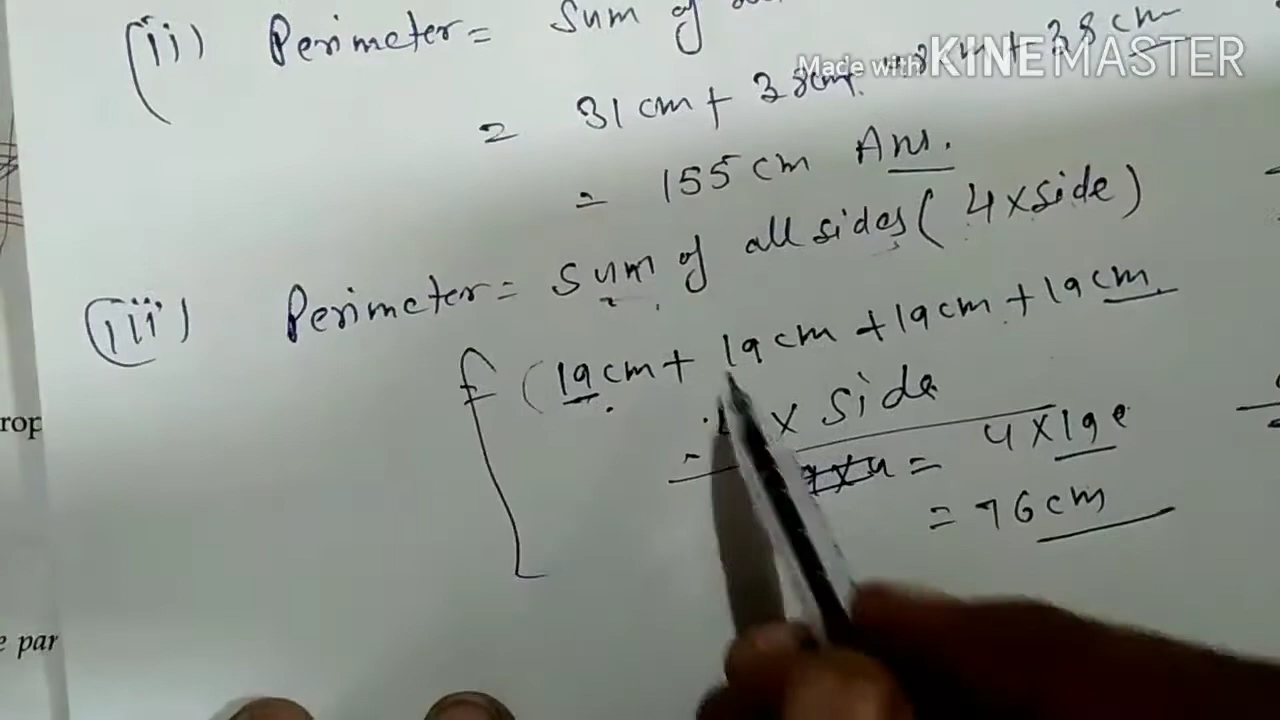 (ii) Perimeter = Sum of
Made with KINEMASTER
= 31 cm + 38cm + 38 cm
= 155 cm Ans.
(iii) Perimeter = Sum of all sides ( 4 x side )
(19 cm + 19 cm + 19 cm + 19 cm
x Side
= 4 x 19
= 76 cm
rop
e par